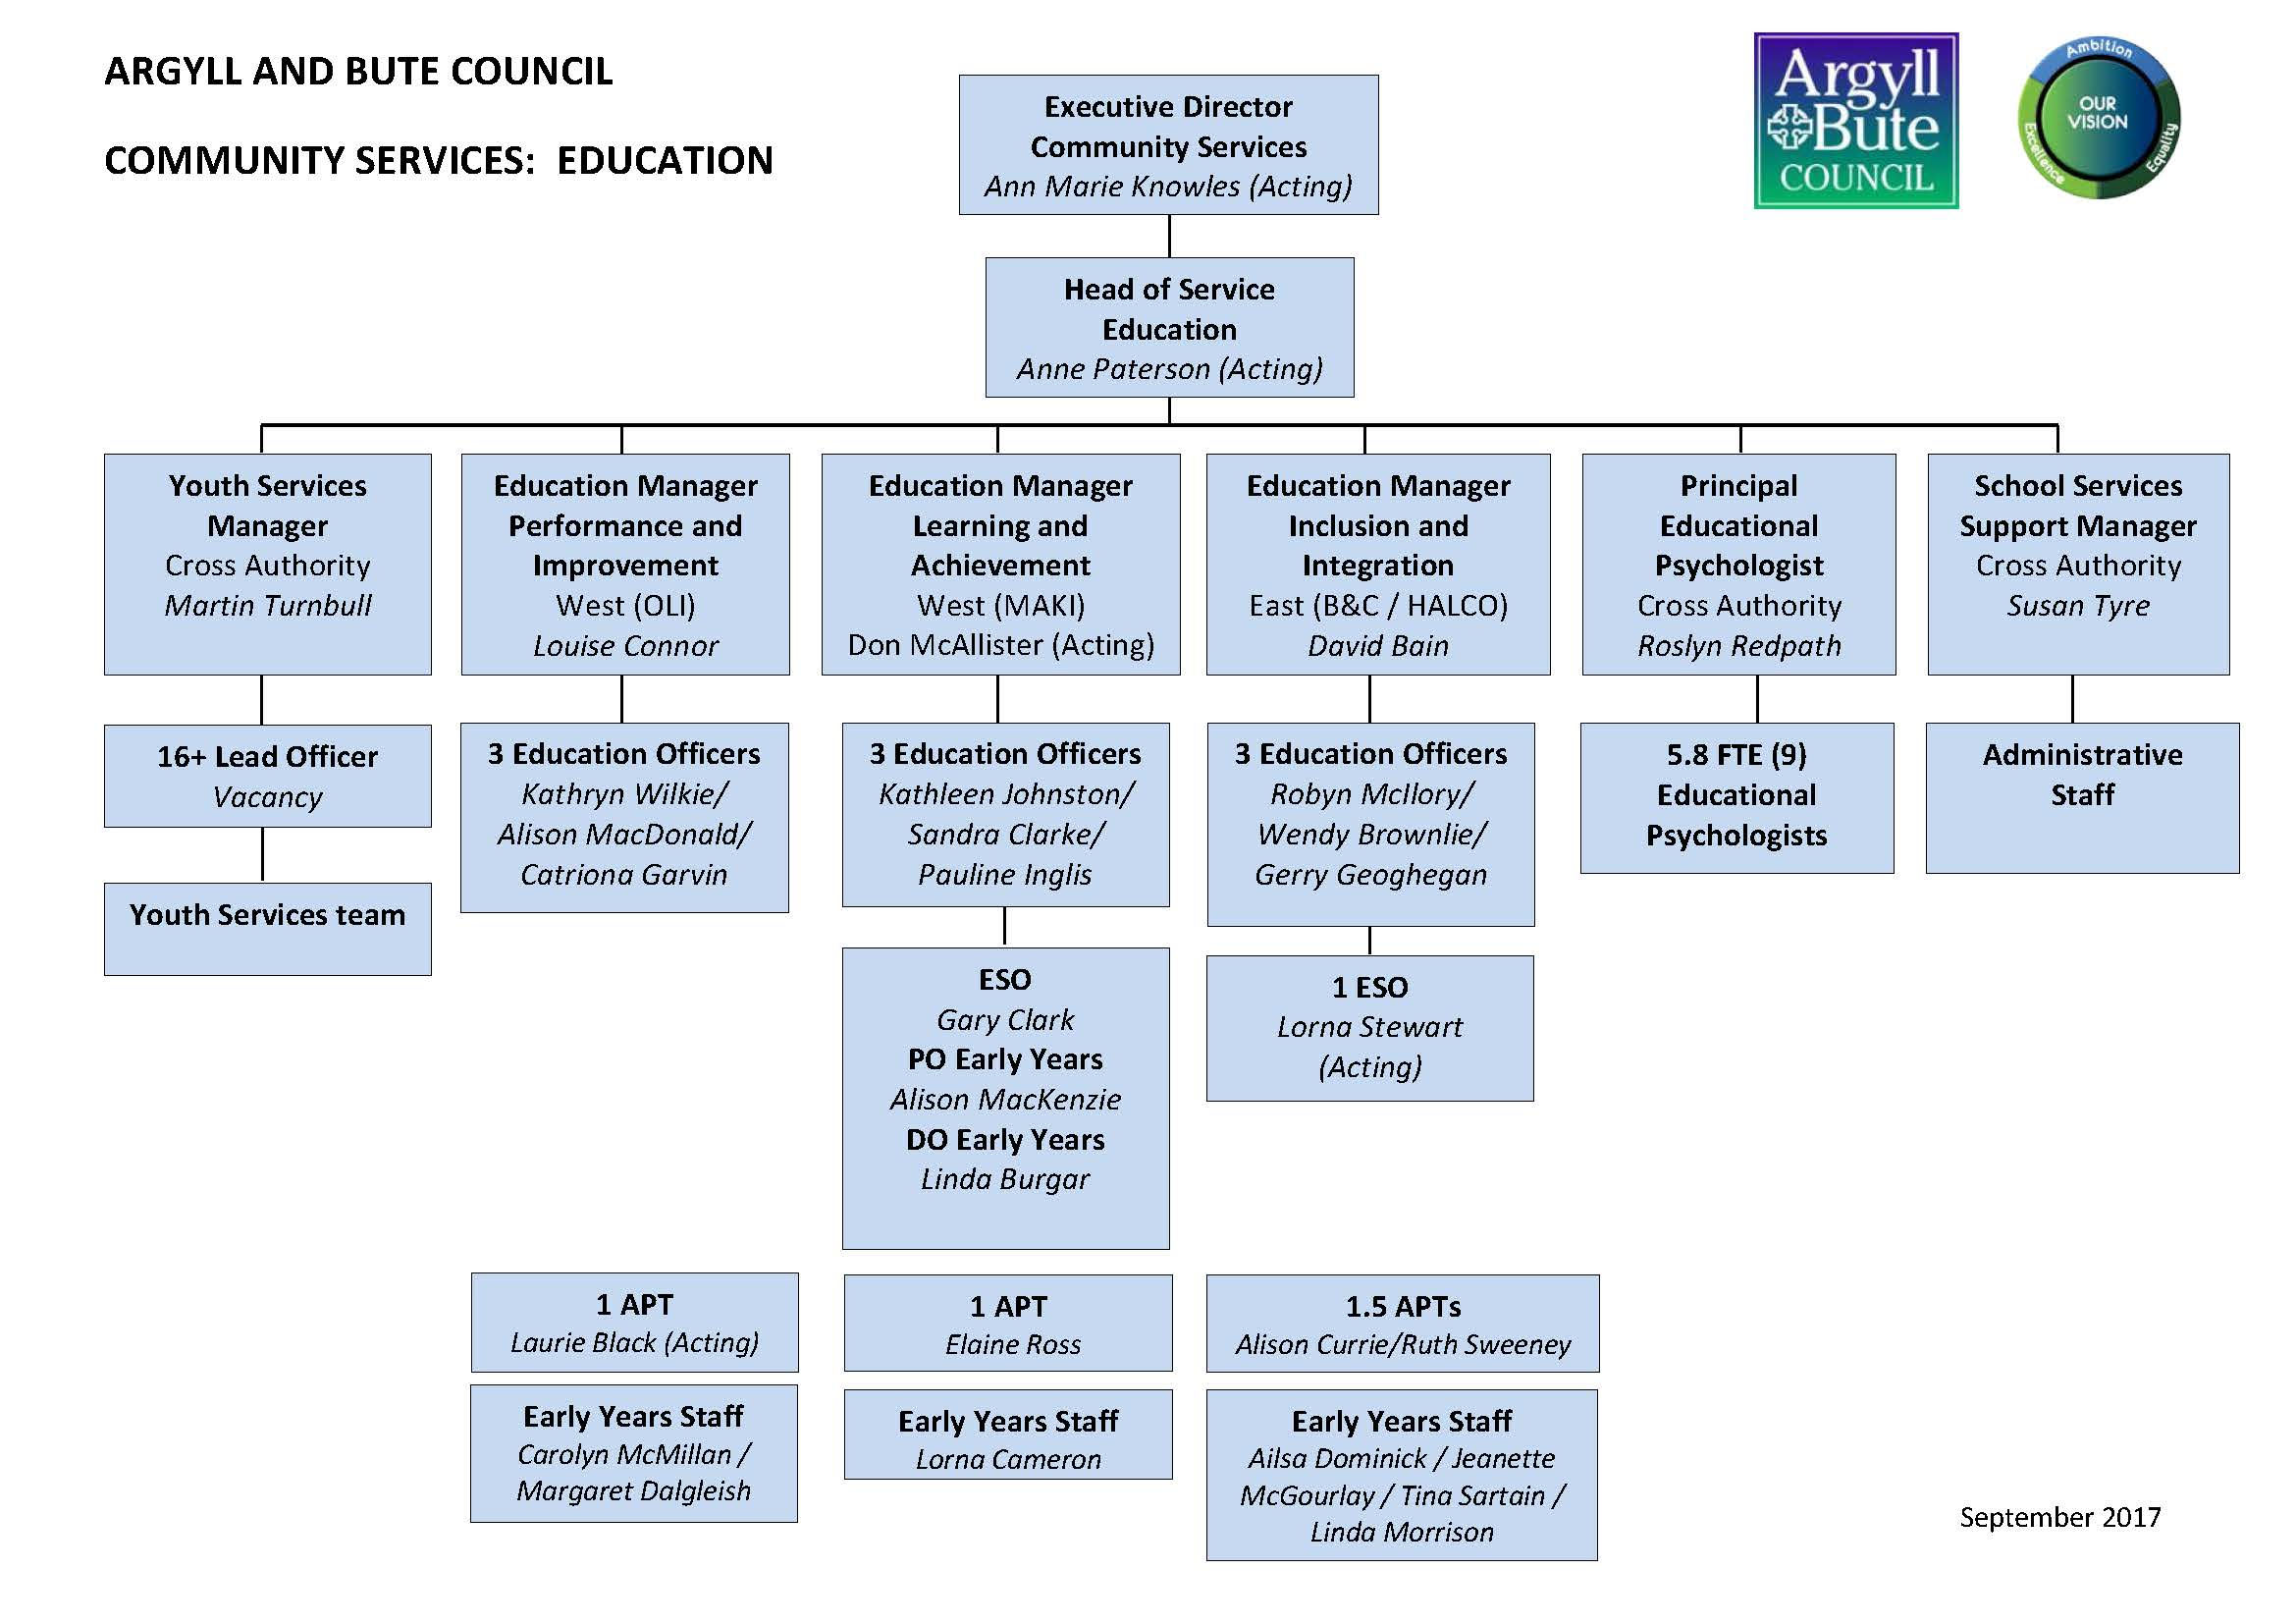 ARGYLL AND BUTE COUNCIL
COMMUNITY SERVICES:  EDUCATION
Executive Director
Community Services
Ann Marie Knowles (Acting)
Argyll
Bute
COUNCIL
Ambition
OUR
VISION
Excellence
Equality
Head of Service
Education
Anne Paterson (Acting)
Youth Services
Manager
Cross Authority
Martin Turnbull
Education Manager
Performance and
Improvement
West (OLI)
Louise Connor
Education Manager
Learning and
Achievement
West (MAKI)
Don McAllister (Acting)
Education Manager
Inclusion and
Integration
East (B&C / HALCO)
David Bain
Principal
Educational
Psychologist
Cross Authority
Roslyn Redpath
School Services
Support Manager
Cross Authority
Susan Tyre
16+ Lead Officer
Vacancy
3 Education Officers
Kathryn Wilkie/
Alison MacDonald/
Catriona Garvin
3 Education Officers
Kathleen Johnston/
Sandra Clarke/
Pauline Inglis
3 Education Officers
Robyn McIlory/
Wendy Brownlie/
Gerry Geoghegan
5.8 FTE (9)
Educational
Psychologists
Administrative
Staff
Youth Services team
ESO
Gary Clark
PO Early Years
Alison MacKenzie
DO Early Years
Linda Burgar
1 ESO
Lorna Stewart
(Acting)
1 APT
Laurie Black (Acting)
1 APT
Elaine Ross
1.5 APTs
Alison Currie/Ruth Sweeney
Early Years Staff
Carolyn McMillan /
Margaret Dalgleish
Early Years Staff
Lorna Cameron
Early Years Staff
Ailsa Dominick / Jeanette
McGourlay / Tina Sartain /
Linda Morrison
September 2017